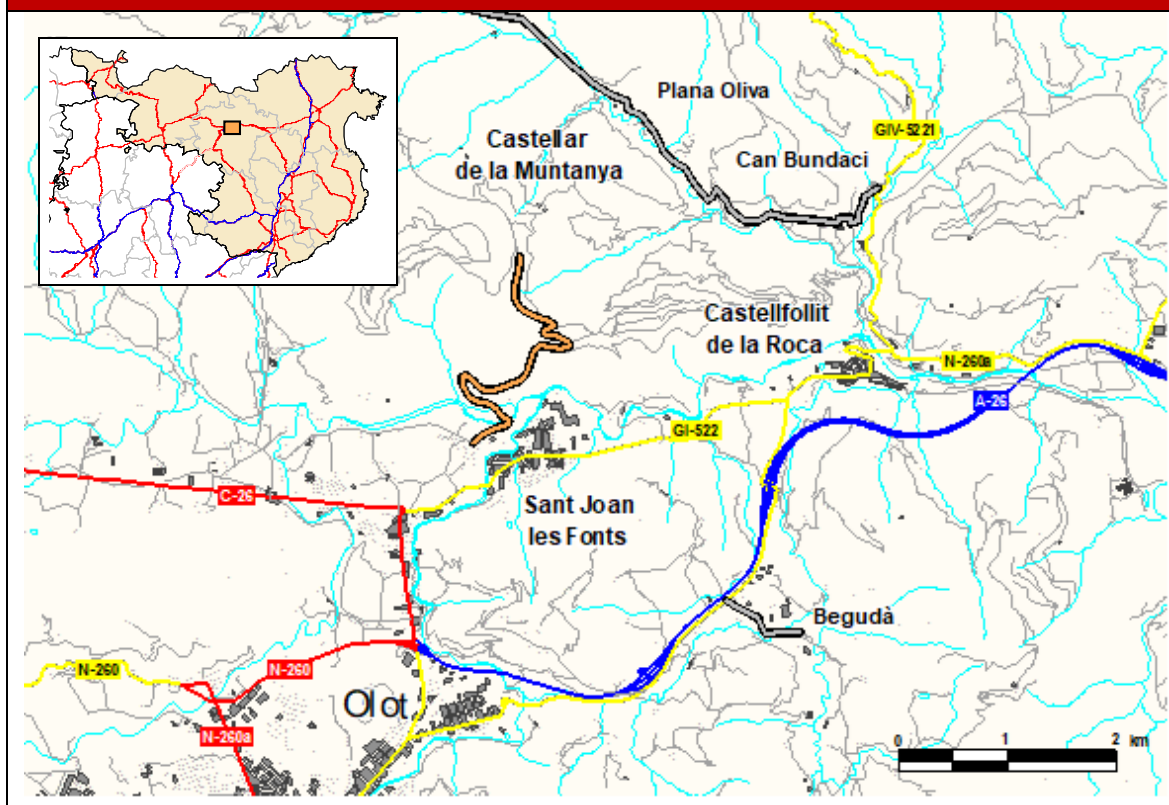 Plana Oliva
GIV-5221
Castellar
de la Muntanya
Can Bundaci
Castellfollit
de la Roca
N-260a
A-26
GI-522
C-26
Sant Joan
les Fonts
Begudà
N-260
N-260
Olot
N-260a
0 1 2 km